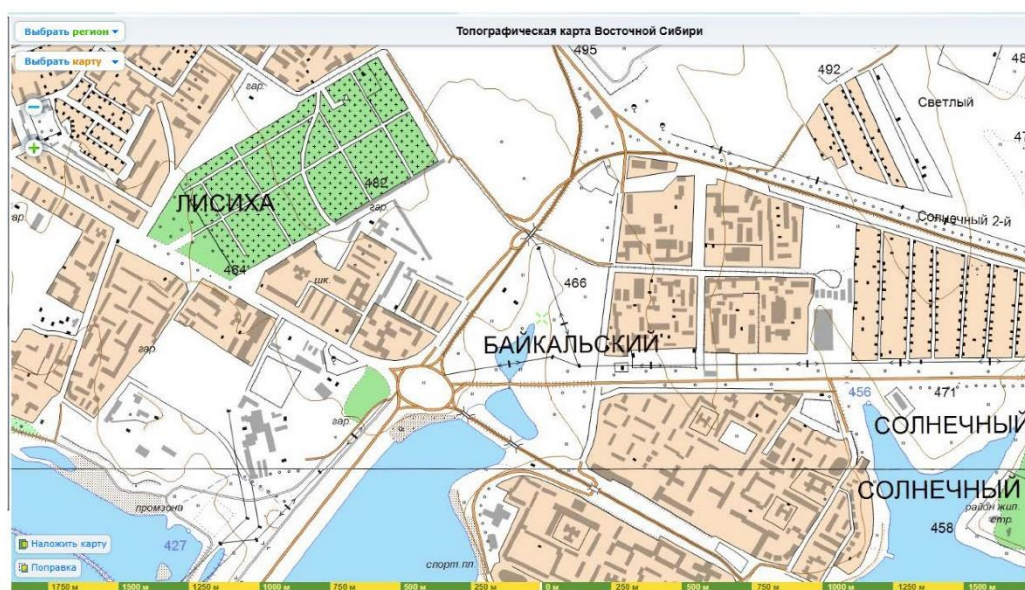 Выбрать регион
Топографическая карта Восточной Сибири
Выбрать карту
495
492
гар.
Светлый
482
ЛИСИХА
гар.
Солнечный 2-й
464
466
шк.
БАЙКАЛЬСКИЙ
гар.
456
471
гар.
СОЛНЕЧНЫЙ
СОЛНЕЧНЫЙ
промзона
район жил. стр.
458
427
Наложить карту
спорт.пл.
Поправка
1750 м 1500 м 1250 м 1000 м 750 м 500 м 250 м 0 м 250 м 500 м 750 м 1000 м 1250 м 1500 м